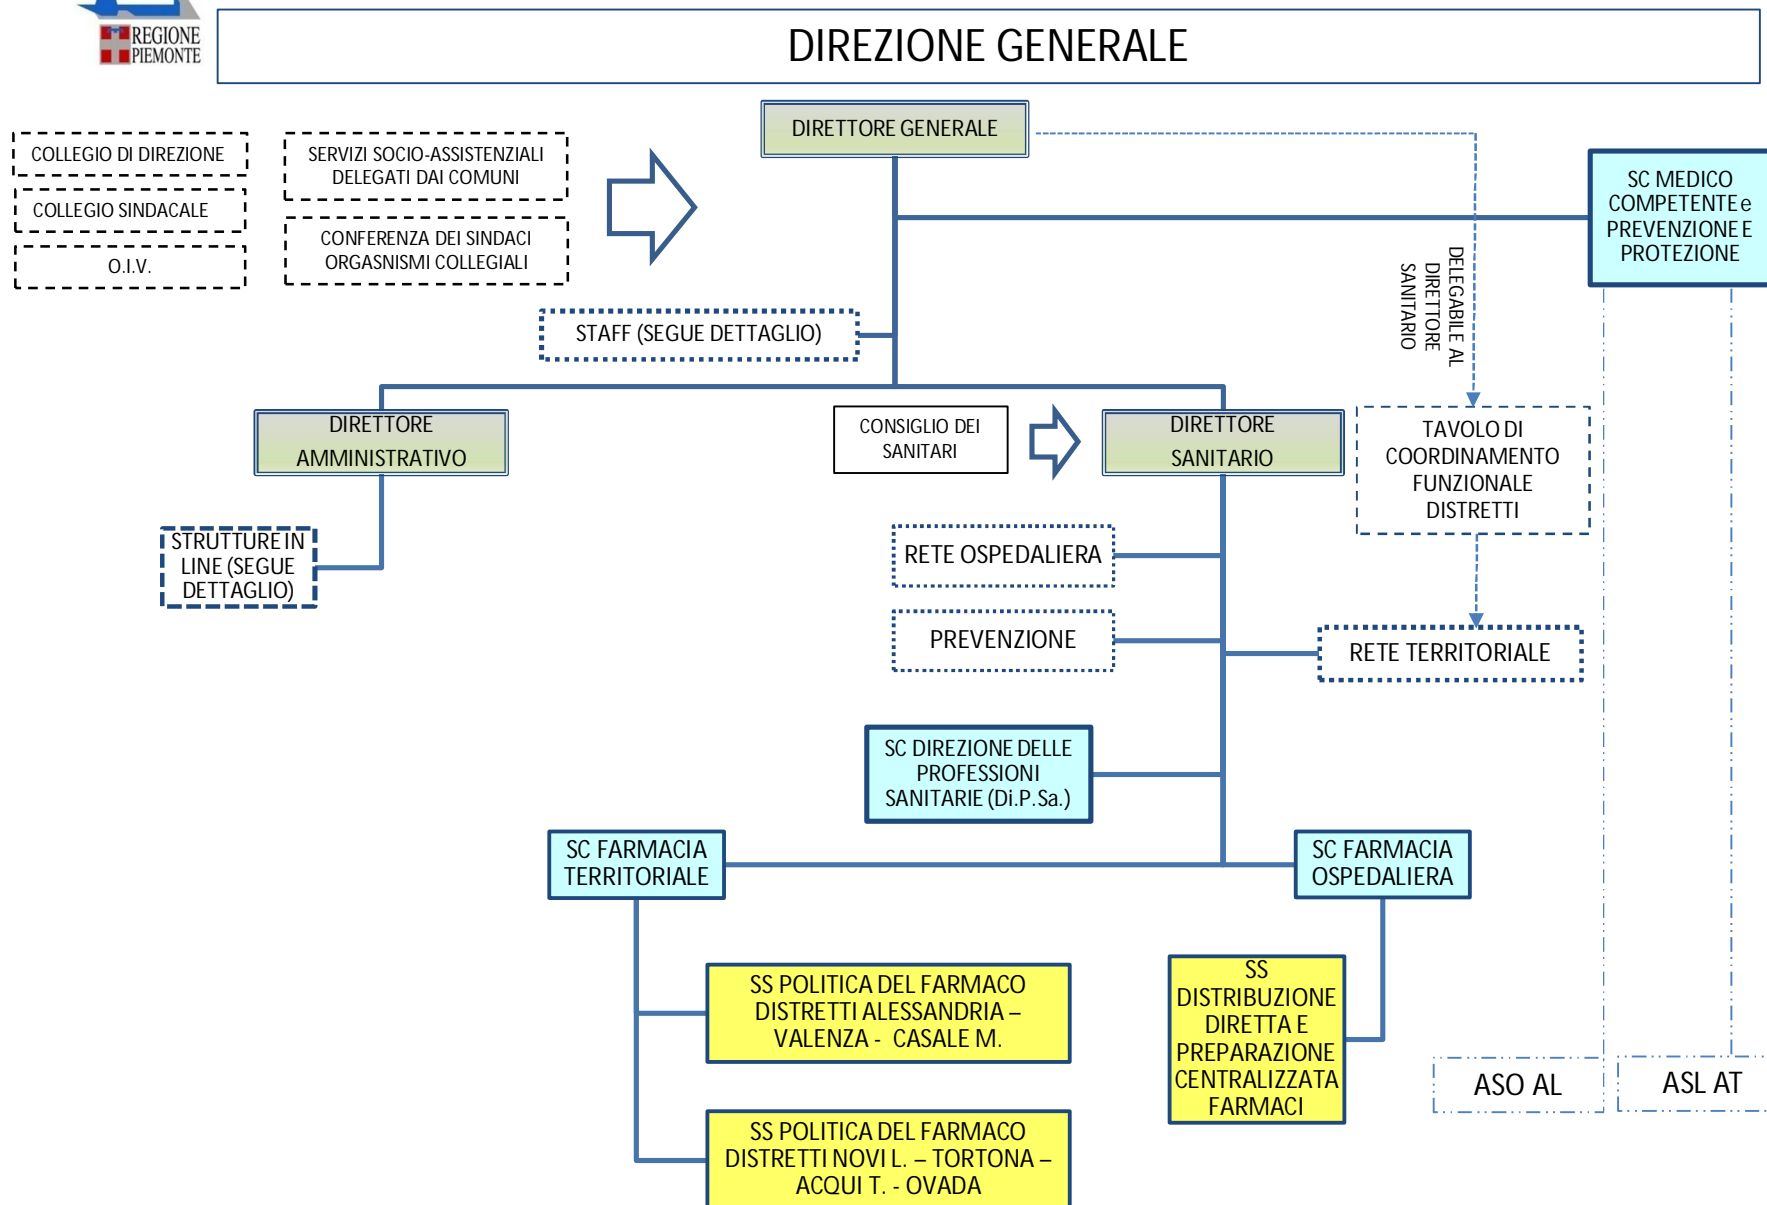 REGIONE
PIEMONTE
DIREZIONE GENERALE
DIRETTORE GENERALE
COLLEGIO DI DIREZIONE
COLLEGIO SINDACALE
O.I.V.
SERVIZI SOCIO-ASSISTENZIALI
DELEGATI DAI COMUNI
CONFERENZA DEI SINDACI
ORGASNISMI COLLEGIALI
SC MEDICO
COMPETENTE e
PREVENZIONE E
PROTEZIONE
DELEGABILE AL
DIRETTORE
SANITARIO
STAFF (SEGUE DETTAGLIO)
DIRETTORE
AMMINISTRATIVO
CONSIGLIO DEI
SANITARI
DIRETTORE
SANITARIO
TAVOLO DI
COORDINAMENTO
FUNZIONALE
DISTRETTI
STRUTTURE IN
LINE (SEGUE
DETTAGLIO)
RETE OSPEDALIERA
PREVENZIONE
RETE TERRITORIALE
SC DIREZIONE DELLE
PROFESSIONI
SANITARIE (Di.P.Sa.)
SC FARMACIA
TERRITORIALE
SC FARMACIA
OSPEDALIERA
SS POLITICA DEL FARMACO
DISTRETTI ALESSANDRIA –
VALENZA - CASALE M.
SS
DISTRIBUZIONE
DIRETTA E
PREPARAZIONE
CENTRALIZZATA
FARMACI
ASO AL
ASL AT
SS POLITICA DEL FARMACO
DISTRETTI NOVI L. – TORTONA –
ACQUI T. - OVADA